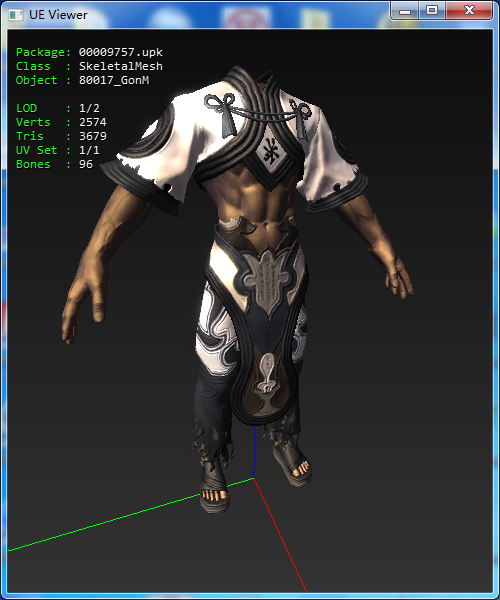 UE Viewer
Package: 00009757.upk
Class : SkeletalMesh
Object : 80017_GonM
LOD : 1/2
Verts : 2574
Tris : 3679
UV Set : 1/1
Bones : 96